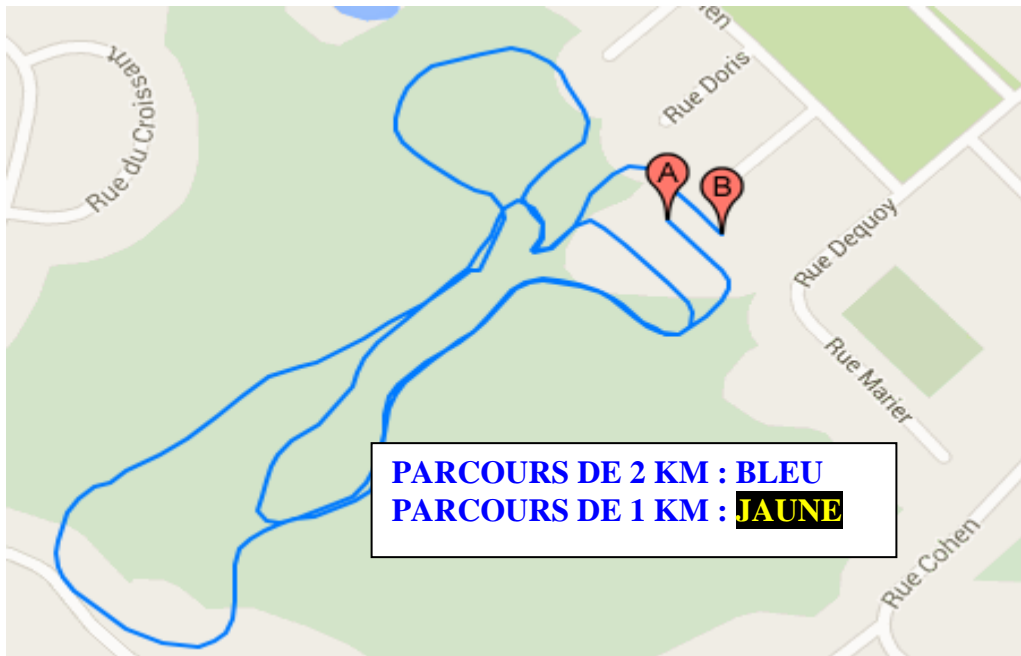 hen
Rue Doris
Rue du Croissant
A
B
Rue Dequoy
Rue Marier
PARCOURS DE 2 KM : BLEU
PARCOURS DE 1 KM : JAUNE
Rue Cohen